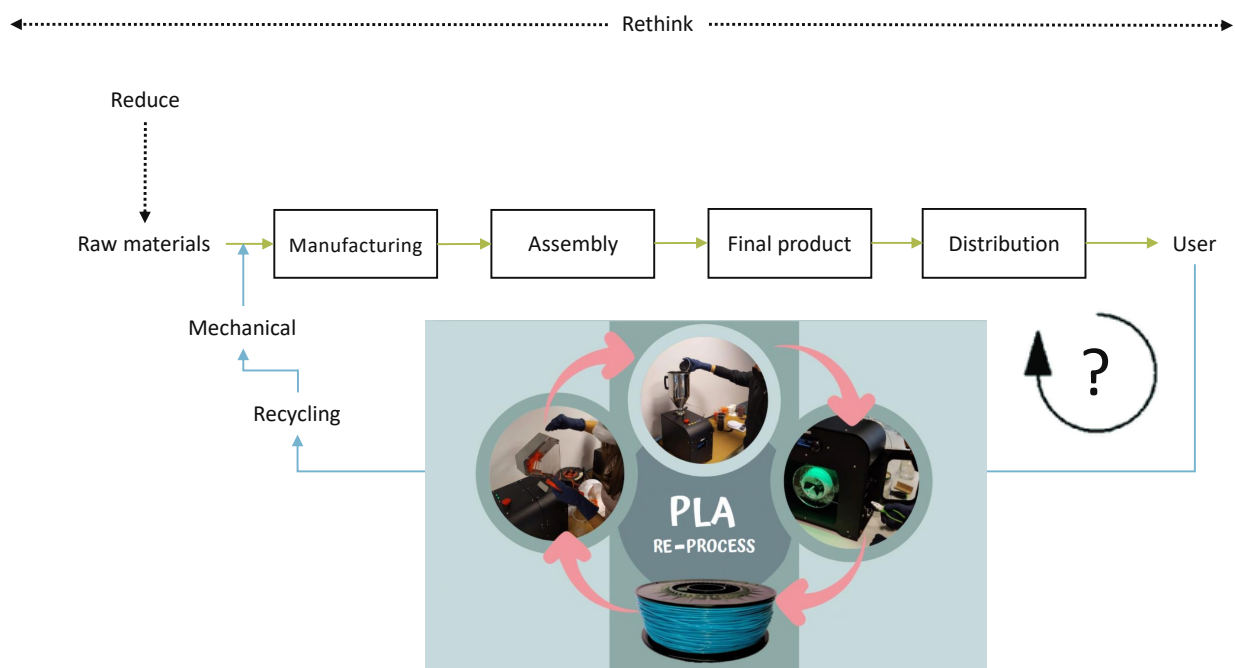 Rethink
Reduce
Raw materials
Manufacturing
Assembly
Final product
Distribution
User
Mechanical
?
Recycling
PLA
RE-PROCESS